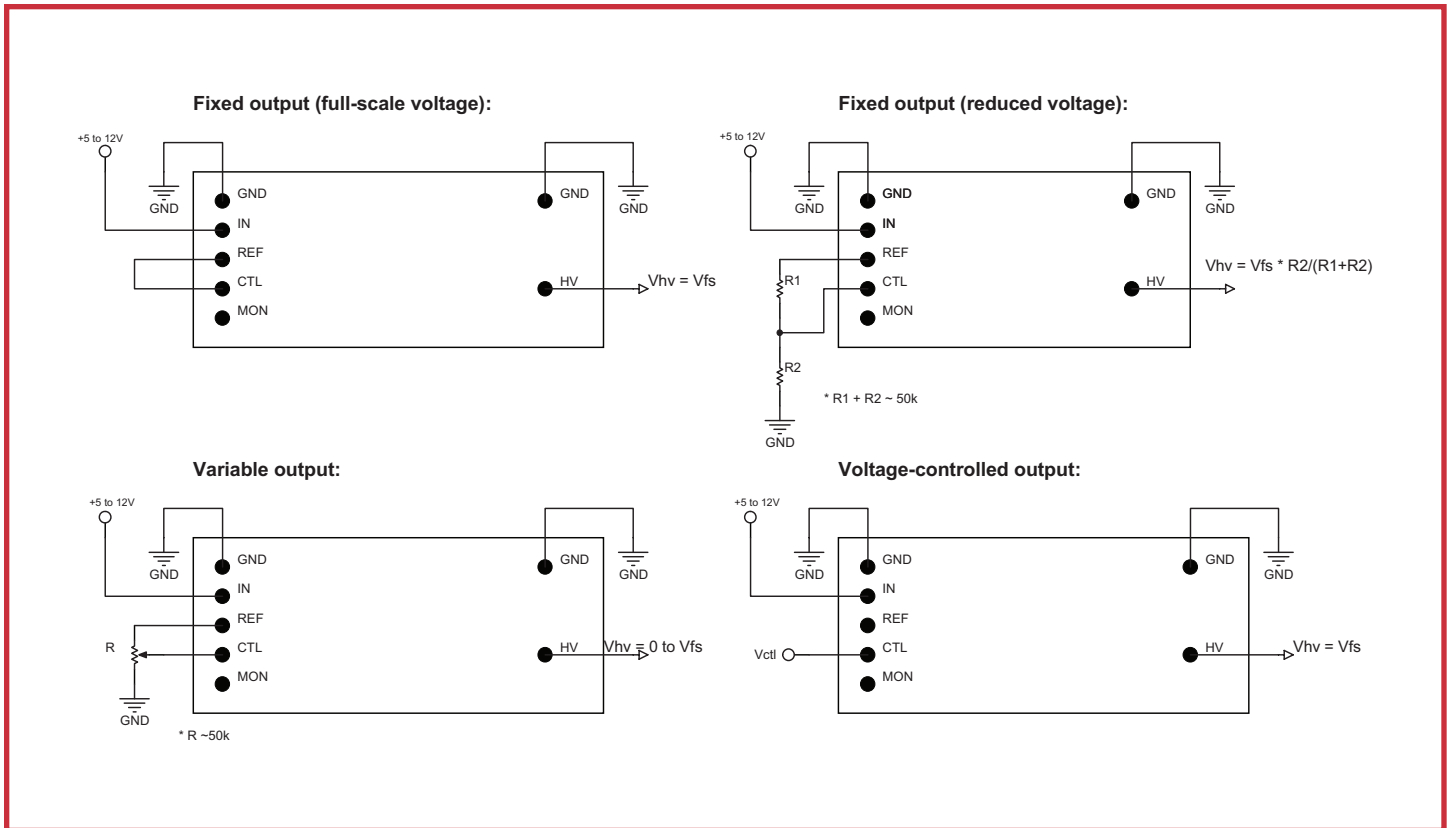 Fixed output (full-scale voltage):
+5 to 12V
GND
GND
GND
GND
IN
REF
CTL
MON
HV
Vhv = Vfs
Fixed output (reduced voltage):
+5 to 12V
GND
GND
GND
GND
IN
REF
R1
CTL
MON
HV
Vhv = Vfs * R2/(R1+R2)
R2
* R1 + R2 ~ 50k
GND
Variable output:
+5 to 12V
GND
GND
GND
GND
IN
REF
R
CTL
MON
HV
Vhv = 0 to Vfs
GND
* R ~50k
Voltage-controlled output:
+5 to 12V
GND
GND
GND
GND
IN
REF
Vctl
CTL
MON
HV
Vhv = Vfs